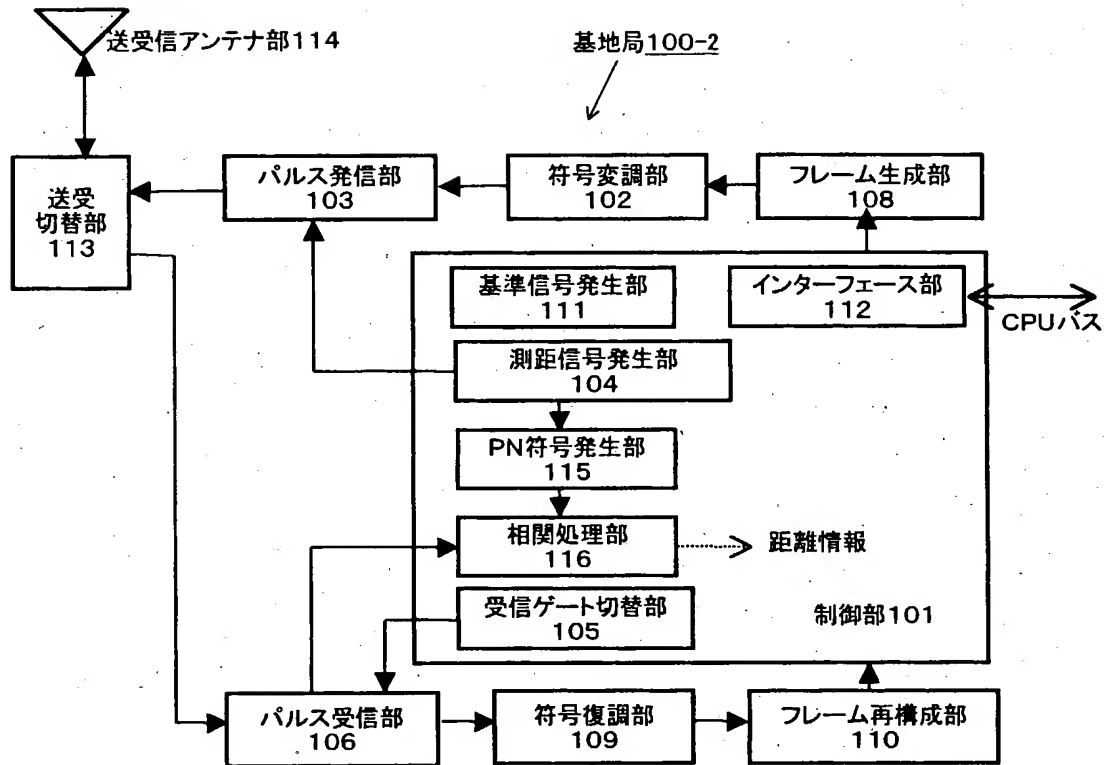 送受信アンテナ部114
基地局100-2
送受
切替部
113
パルス発信部
103
符号変調部
102
フレーム生成部
108
基準信号発生部
111
インターフェース部
112
CPUバス
測距信号発生部
104
PN符号発生部
115
相関処理部
116
距離情報
受信ゲート切替部
105
制御部101
パルス受信部
106
符号復調部
109
フレーム再構成部
110